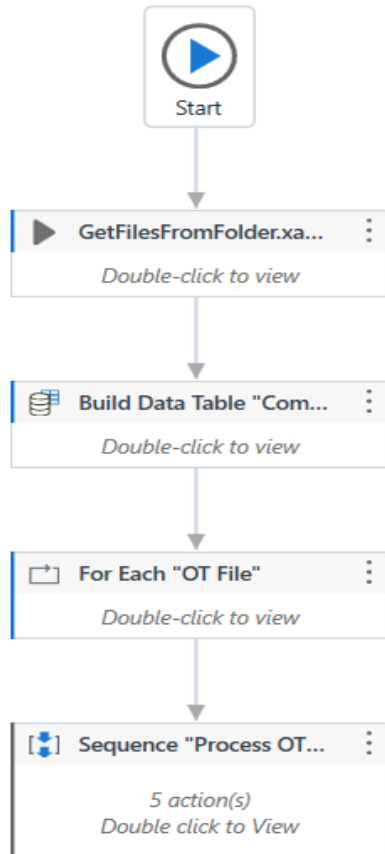 Start
GetFilesFromFolder.xa...
Double-click to view
Build Data Table "Com...
Double-click to view
For Each "OT File"
Double-click to view
Sequence "Process OT...
5 action(s)
Double click to View